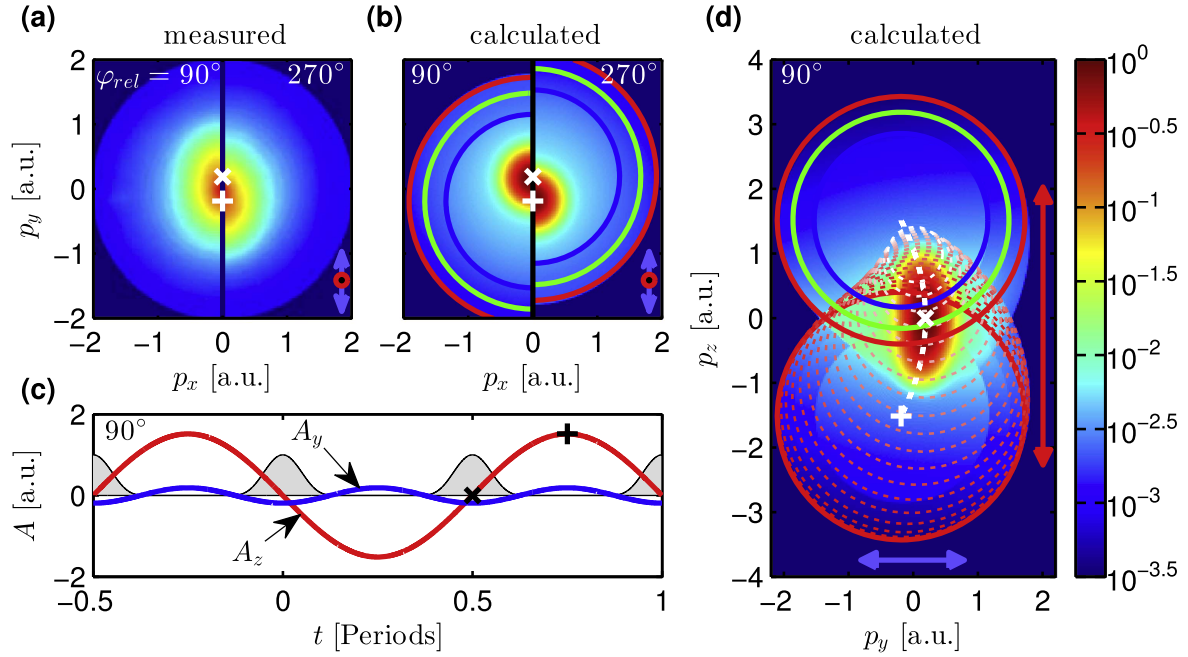 (a)
measured
φrel = 90° 270°
2
1
0
−1
−2
−2 −1 0 1 2
py [a.u.]
px [a.u.]
(b)
calculated
90° 270°
−2 −1 0 1 2
px [a.u.]
(c)
90°
2
0
−2
−0.5 0 0.5 1
A [a.u.]
Ay
Az
t [Periods]
(d)
calculated
90°
4
3
2
1
0
−1
−2
−3
−4
−2 −1 0 1 2
pz [a.u.]
py [a.u.]
10^0
10^−0.5
10^−1
10^−1.5
10^−2
10^−2.5
10^−3
10^−3.5